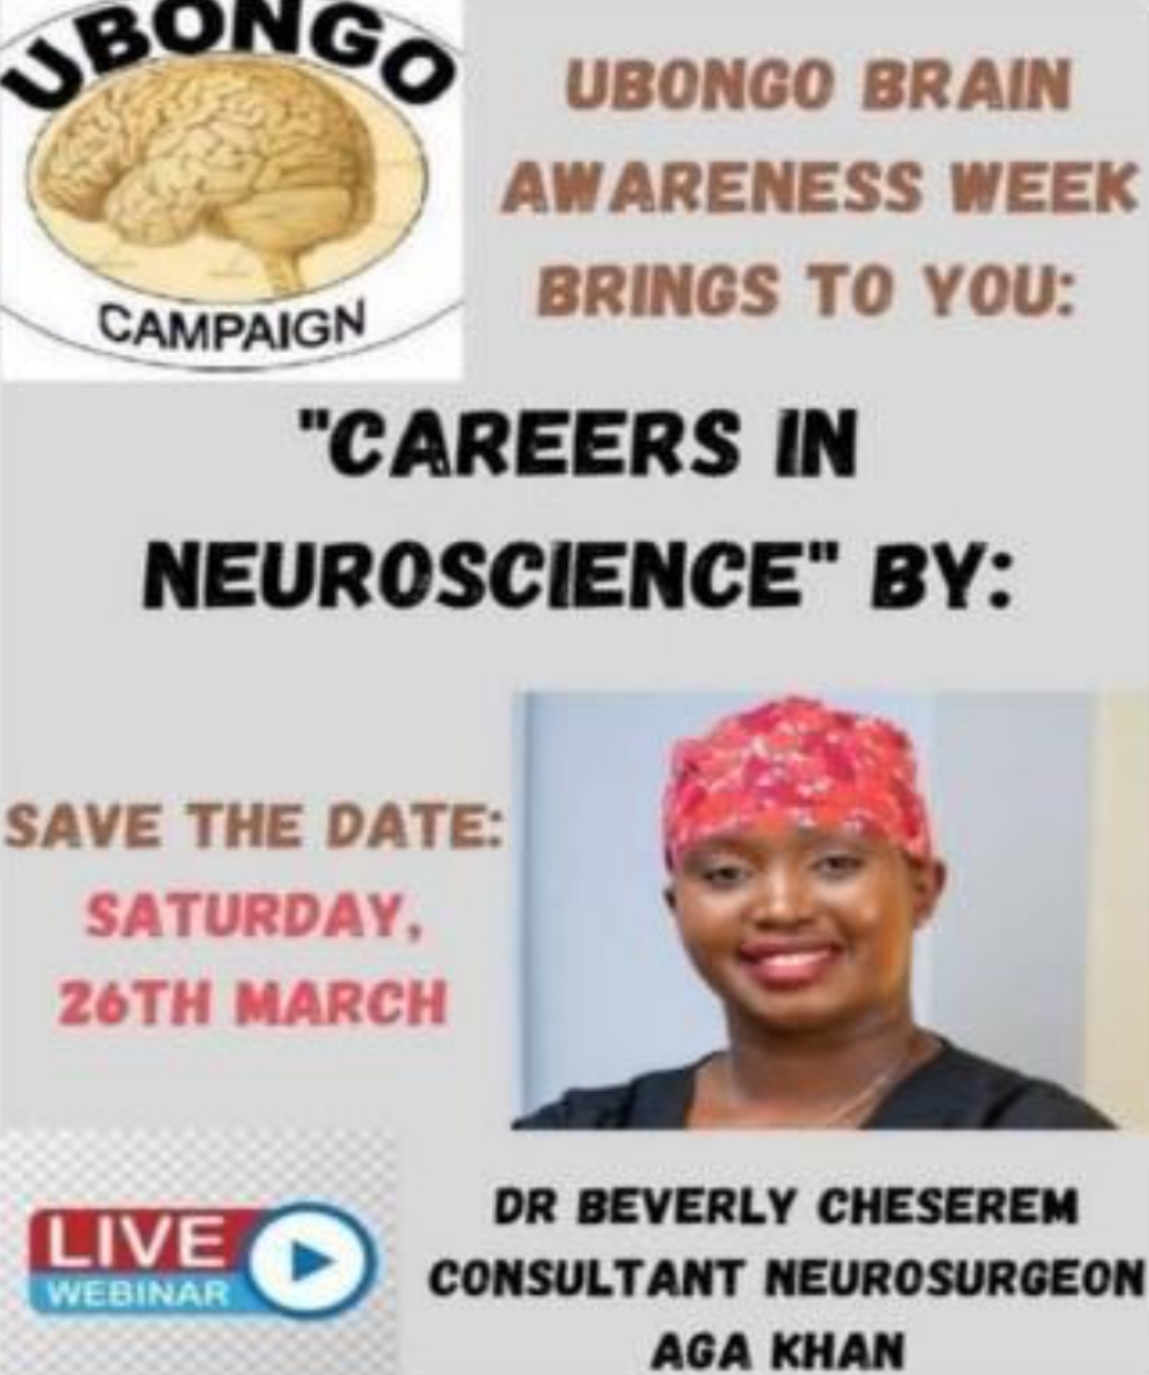 UBONGO
CAMPAIGN
UBONGO BRAIN
AWARENESS WEEK
BRINGS TO YOU:
"CAREERS IN
NEUROSCIENCE" BY:
SAVE THE DATE:
SATURDAY,
26TH MARCH
LIVE
WEBINAR
DR BEVERLY CHESEREM
CONSULTANT NEUROSURGEON
AGA KHAN